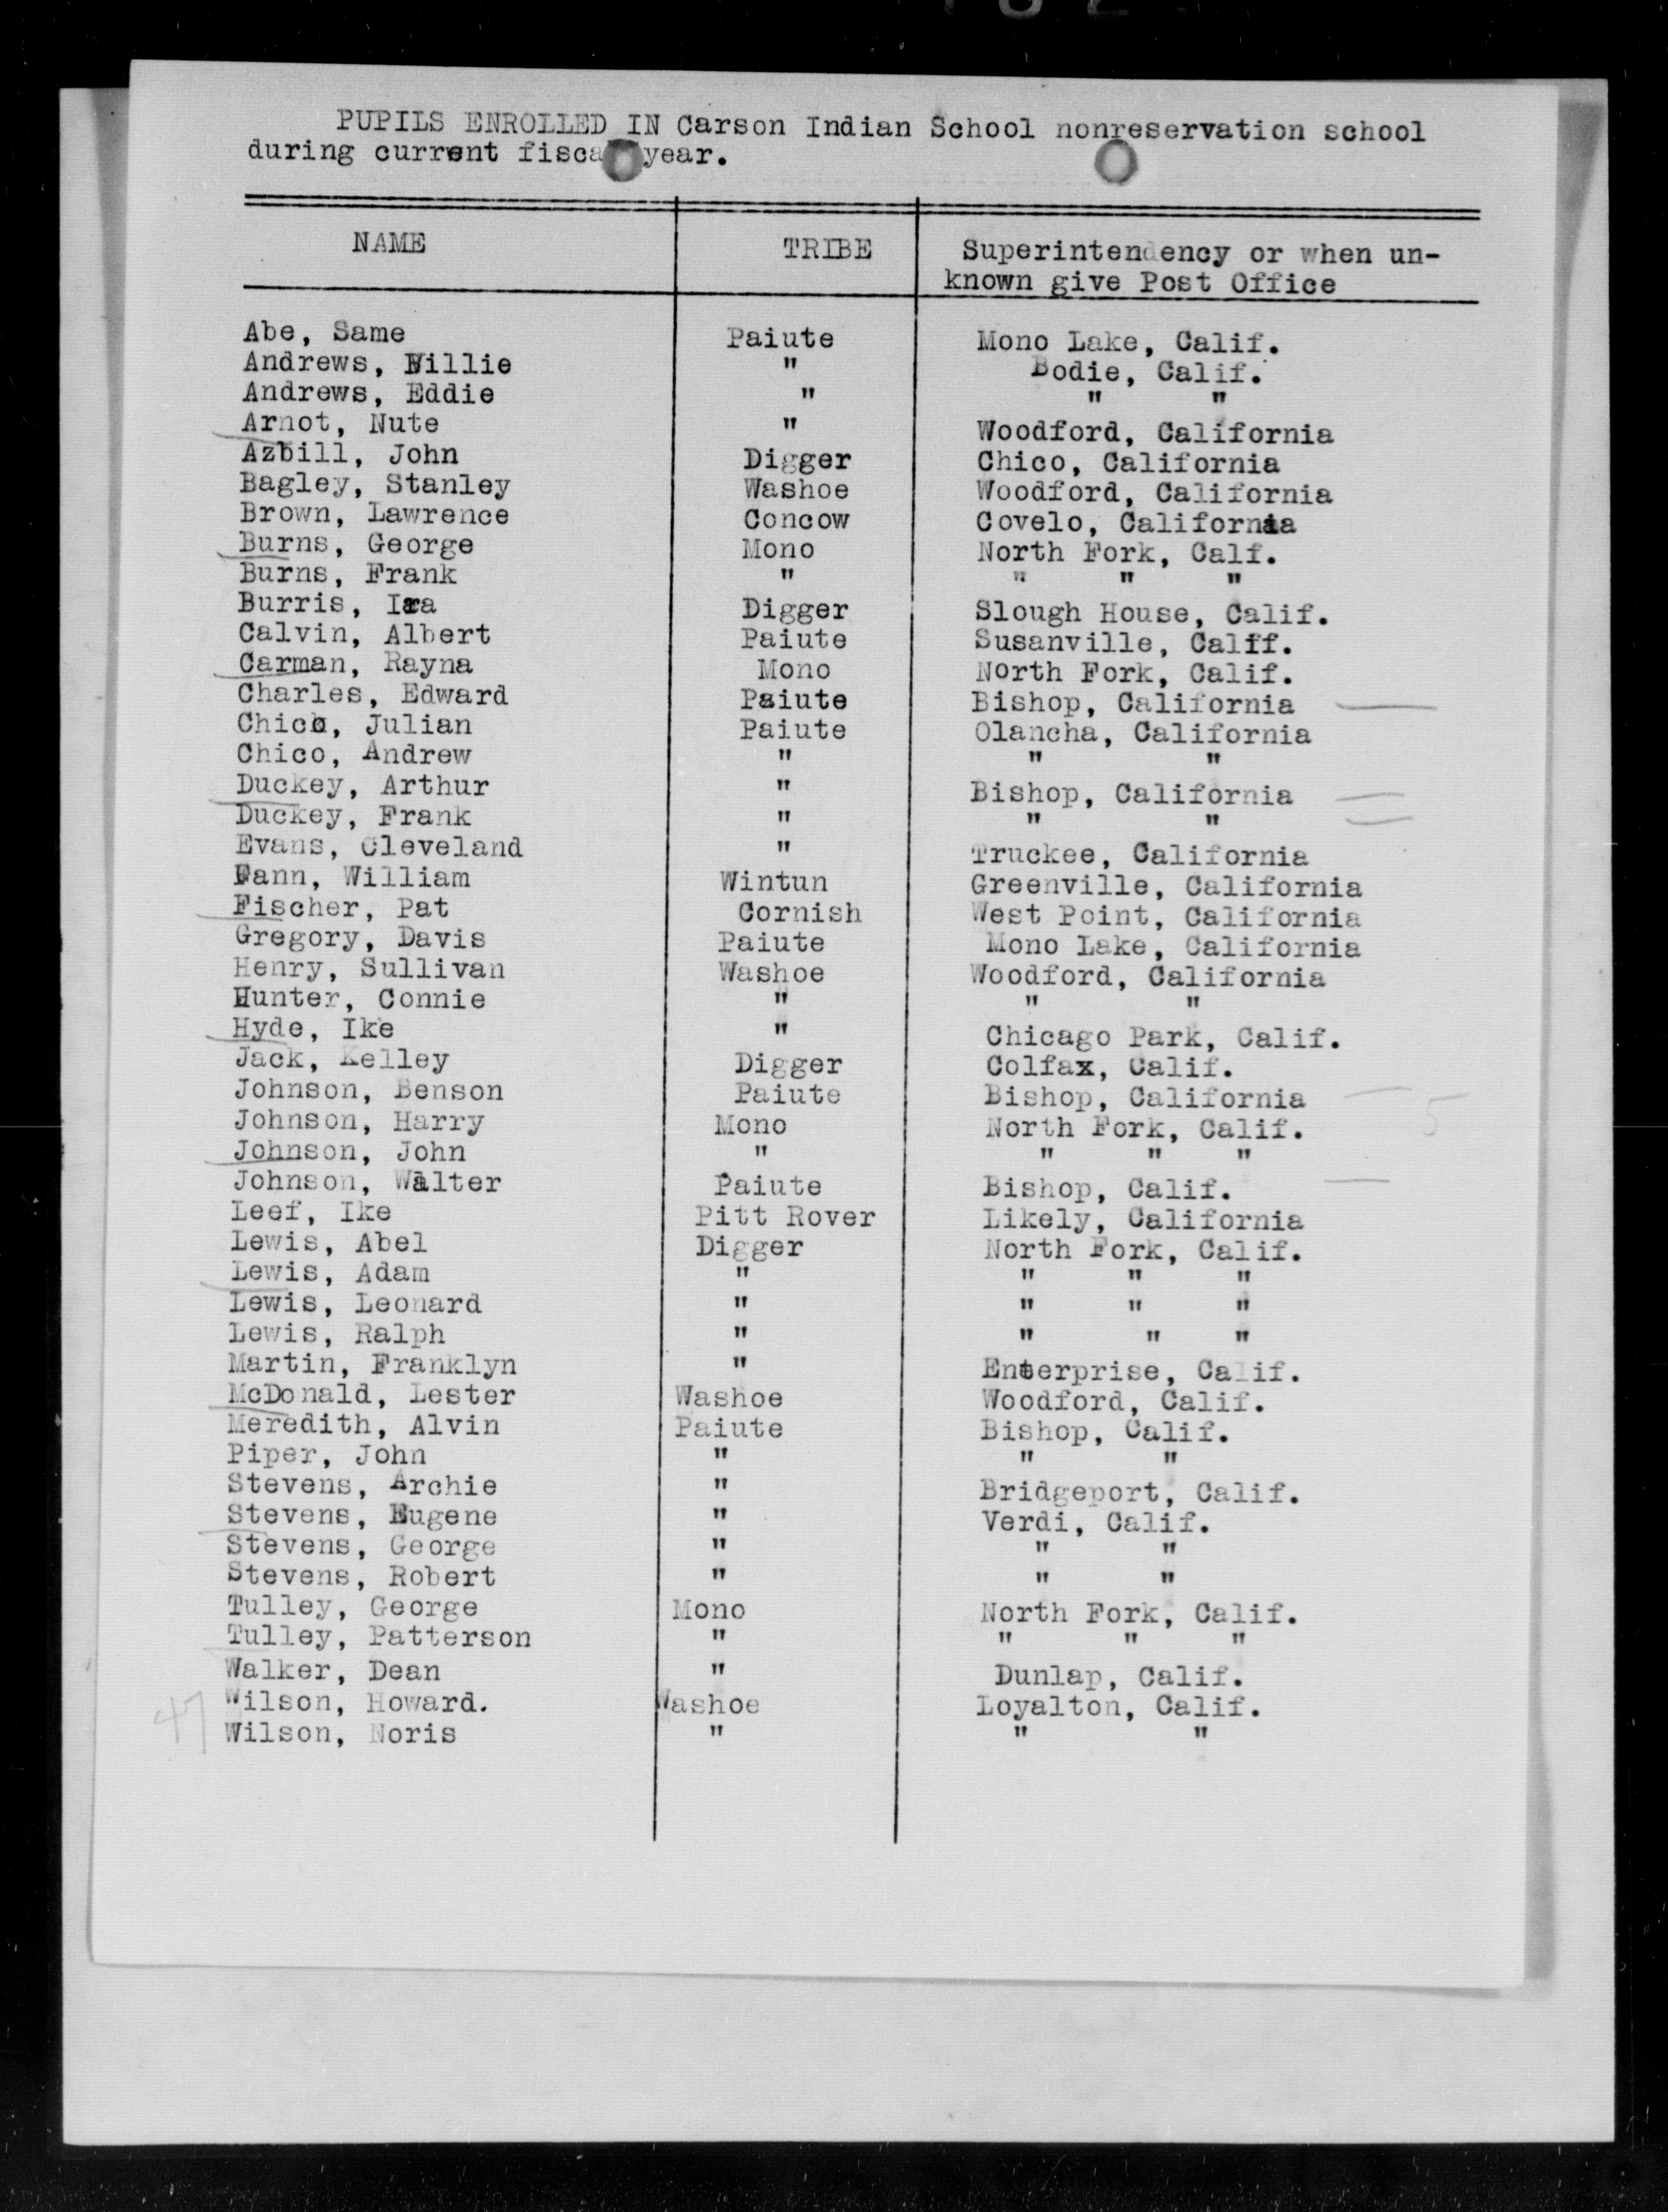 PUPILS ENROLLED IN Carson Indian School nonreservation school
during current fiscal year.
NAME TRIBE Superintendency or when un-
known give Post Office
Abe, Same Paiute Mono Lake, Calif.
Andrews, Willie " Bodie, Calif.
Andrews, Eddie " " "
Arnot, Nute " Woodford, California
Azbill, John Digger Chico, California
Bagley, Stanley Washoe Woodford, California
Brown, Lawrence Concow Covelo, California
Burns, George Mono North Fork, Calf.
Burns, Frank " " " "
Burris, Ira Digger Slough House, Calif.
Calvin, Albert Paiute Susanville, Calff.
Carman, Rayna Mono North Fork, Calif.
Charles, Edward Paiute Bishop, California
Chico, Julian Paiute Olancha, California
Chico, Andrew " " "
Duckey, Arthur " Bishop, California
Duckey, Frank " " "
Evans, Cleveland " Truckee, California
Fann, William Wintun Greenville, California
Fischer, Pat Cornish West Point, California
Gregory, Davis Paiute Mono Lake, California
Henry, Sullivan Washoe Woodford, California
Hunter, Connie " " "
Hyde, Ike " Chicago Park, Calif.
Jack, Kelley Digger Colfax, Calif.
Johnson, Benson Paiute Bishop, California
Johnson, Harry Mono North Fork, Calif. 5
Johnson, John " " " "
Johnson, Walter Paiute Bishop, Calif.
Leef, Ike Pitt Rover Likely, California
Lewis, Abel Digger North Fork, Calif.
Lewis, Adam " " " "
Lewis, Leonard " " " "
Lewis, Ralph " " " "
Martin, Franklyn " Enterprise, Calif.
McDonald, Lester Washoe Woodford, Calif.
Meredith, Alvin Paiute Bishop, Calif.
Piper, John " " "
Stevens, Archie " Bridgeport, Calif.
Stevens, Eugene " Verdi, Calif.
Stevens, George " " "
Stevens, Robert " " "
Tulley, George Mono North Fork, Calif.
Tulley, Patterson " " " "
Walker, Dean " Dunlap, Calif.
47 Wilson, Howard. Washoe Loyalton, Calif.
Wilson, Noris " " "